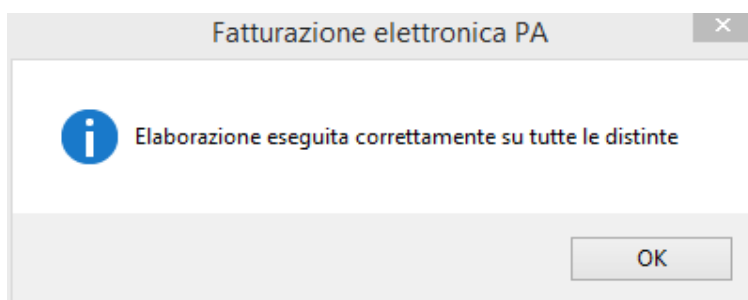 Fatturazione elettronica PA
Elaborazione eseguita correttamente su tutte le distinte
OK